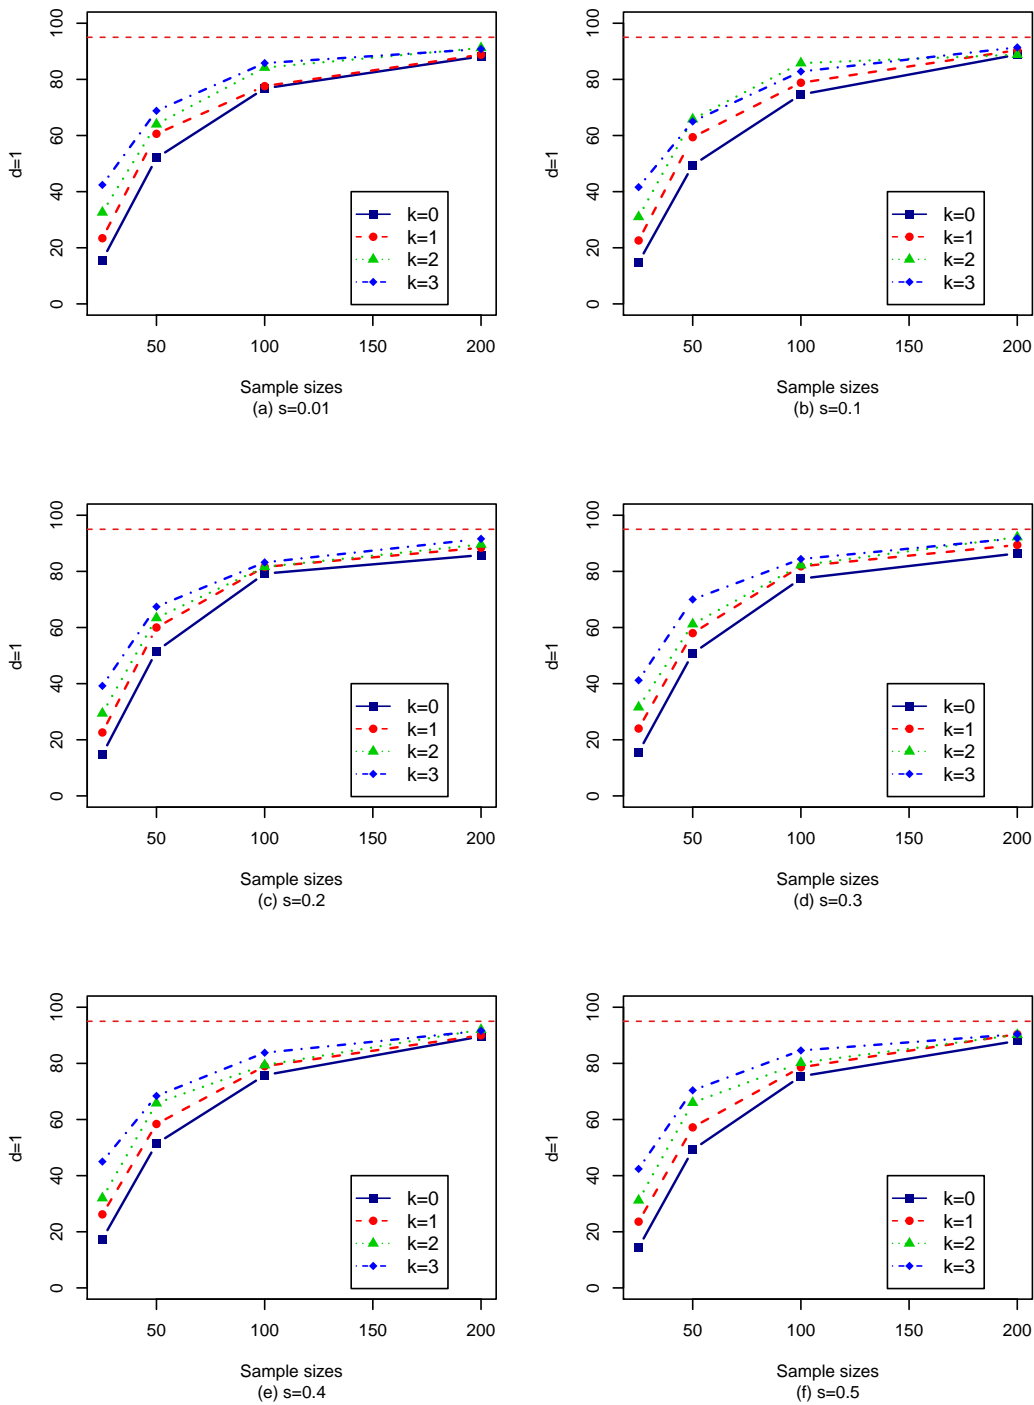 100
80
60
40
20
0
d=1
k=0
k=1
k=2
k=3
50 100 150 200
Sample sizes
(a) s=0.01
100
80
60
40
20
0
d=1
k=0
k=1
k=2
k=3
50 100 150 200
Sample sizes
(b) s=0.1
100
80
60
40
20
0
d=1
k=0
k=1
k=2
k=3
50 100 150 200
Sample sizes
(c) s=0.2
100
80
60
40
20
0
d=1
k=0
k=1
k=2
k=3
50 100 150 200
Sample sizes
(d) s=0.3
100
80
60
40
20
0
d=1
k=0
k=1
k=2
k=3
50 100 150 200
Sample sizes
(e) s=0.4
100
80
60
40
20
0
d=1
k=0
k=1
k=2
k=3
50 100 150 200
Sample sizes
(f) s=0.5